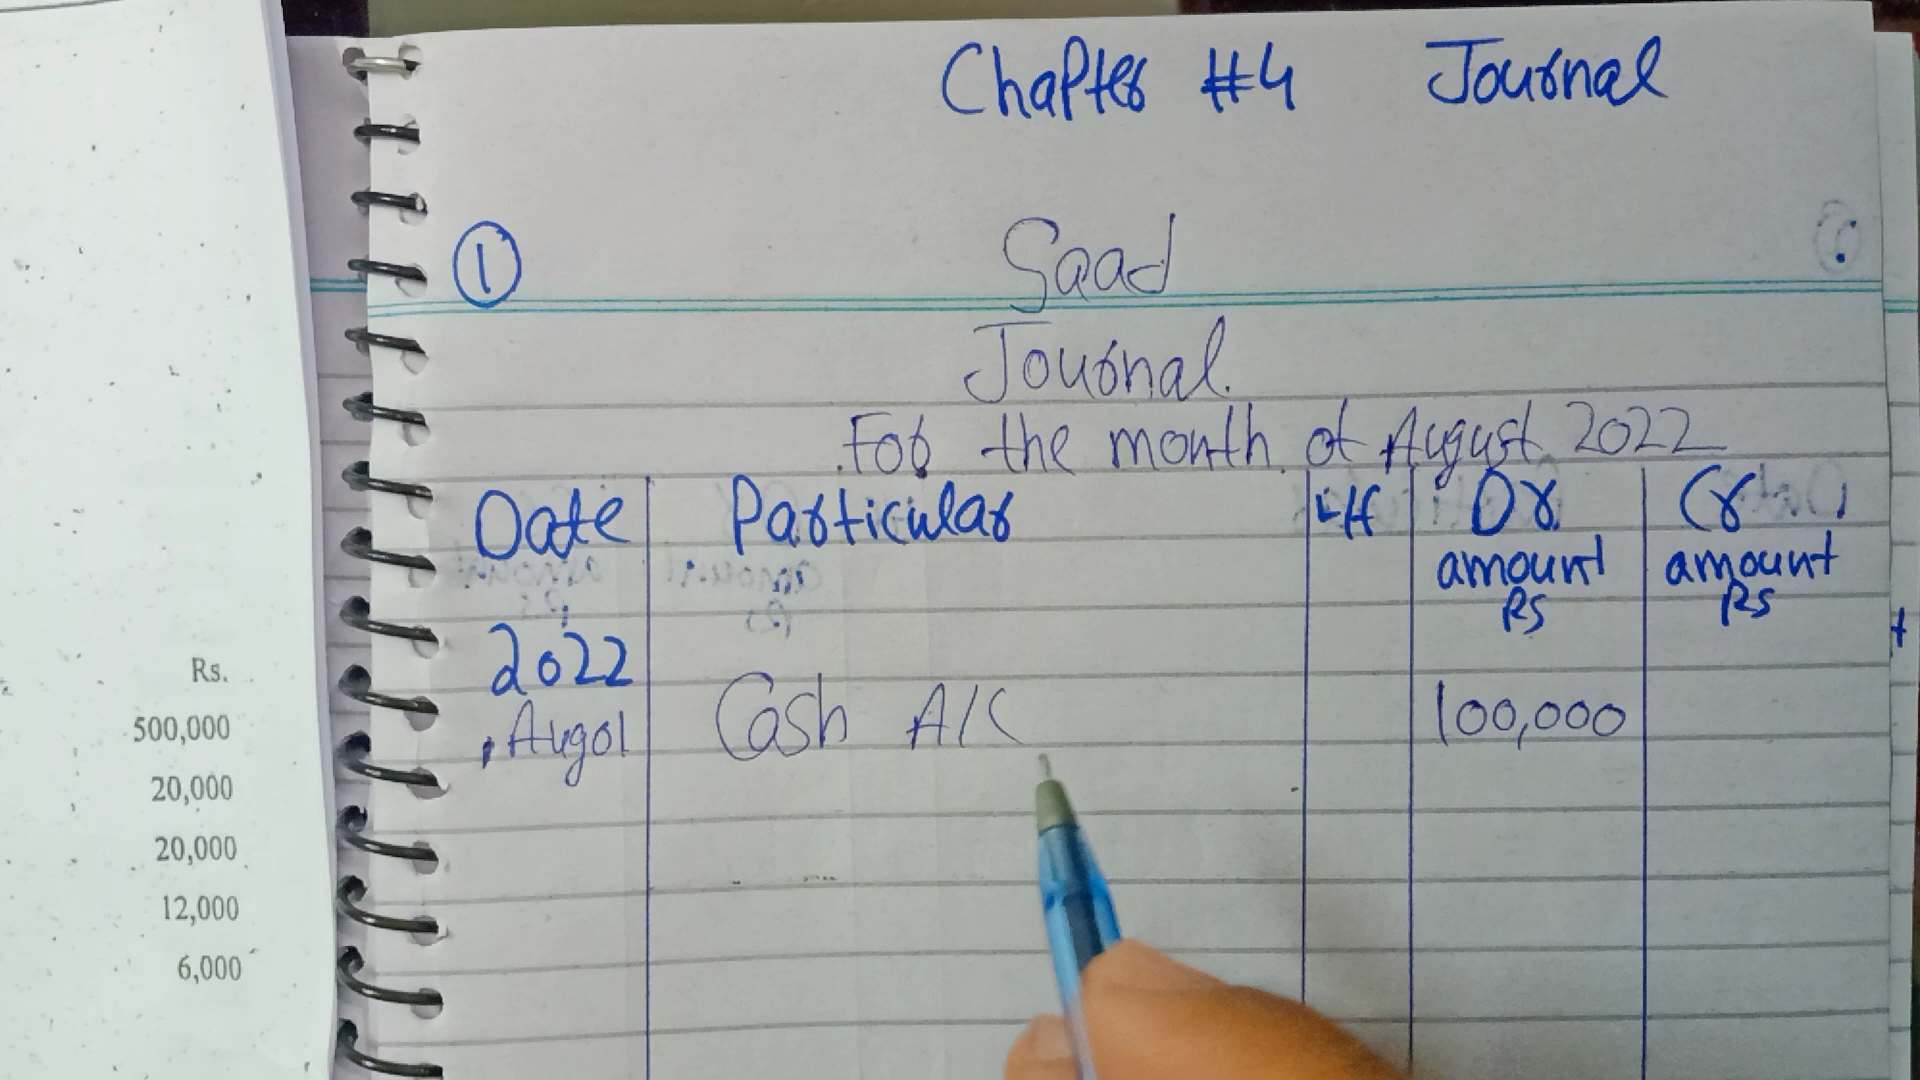 Chapter #4 Journal
1
Saad
Journal.
For the month of August 2022
Date Particular L/f Dr amount Rs Cr amount Rs
2022
Aug 01 Cash A/C 100,000
Rs.
500,000
20,000
20,000
12,000
6,000